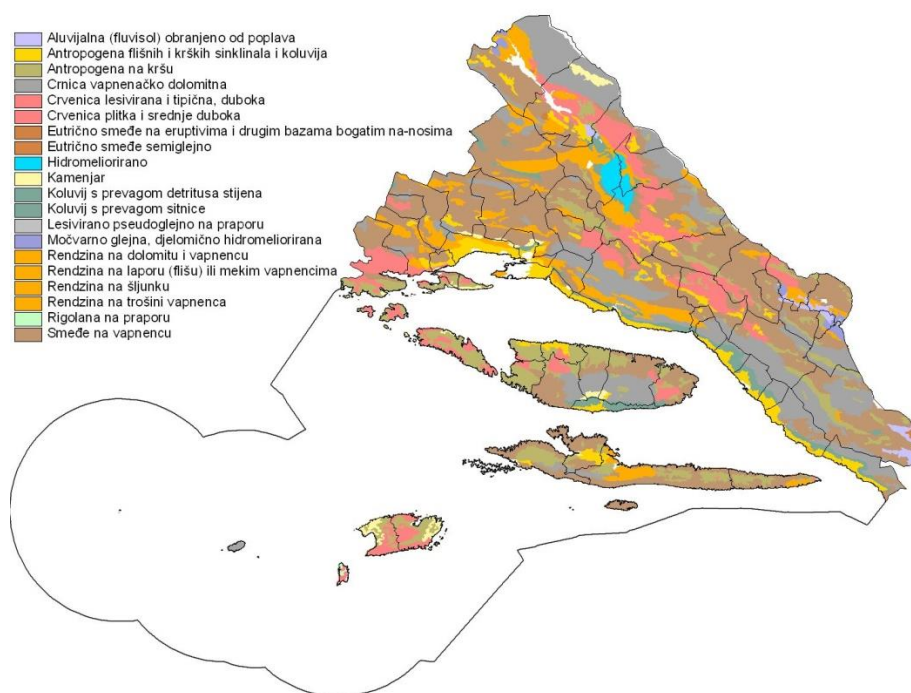 Aluvijalna (fluvisol) obranjeno od poplava
Antropogena flišnih i krških sinklinala i koluvija
Antropogena na kršu
Crnica vapnenačko dolomitna
Crvenica lesivirana i tipična, duboka
Crvenica plitka i srednje duboka
Eutrično smeđe na eruptivima i drugim bazama bogatim na-nosima
Eutrično smeđe semiglejno
Hidromeliorirano
Kamenjar
Koluvij s prevagom detritusa stijena
Koluvij s prevagom sitnice
Lesivirano pseudoglejno na praporu
Močvarno glejna, djelomično hidromeliorirana
Rendzina na dolomitu i vapnencu
Rendzina na laporu (flišu) ili mekim vapnencima
Rendzina na šljunku
Rendzina na trošini vapnenca
Rigolana na praporu
Smeđe na vapnencu